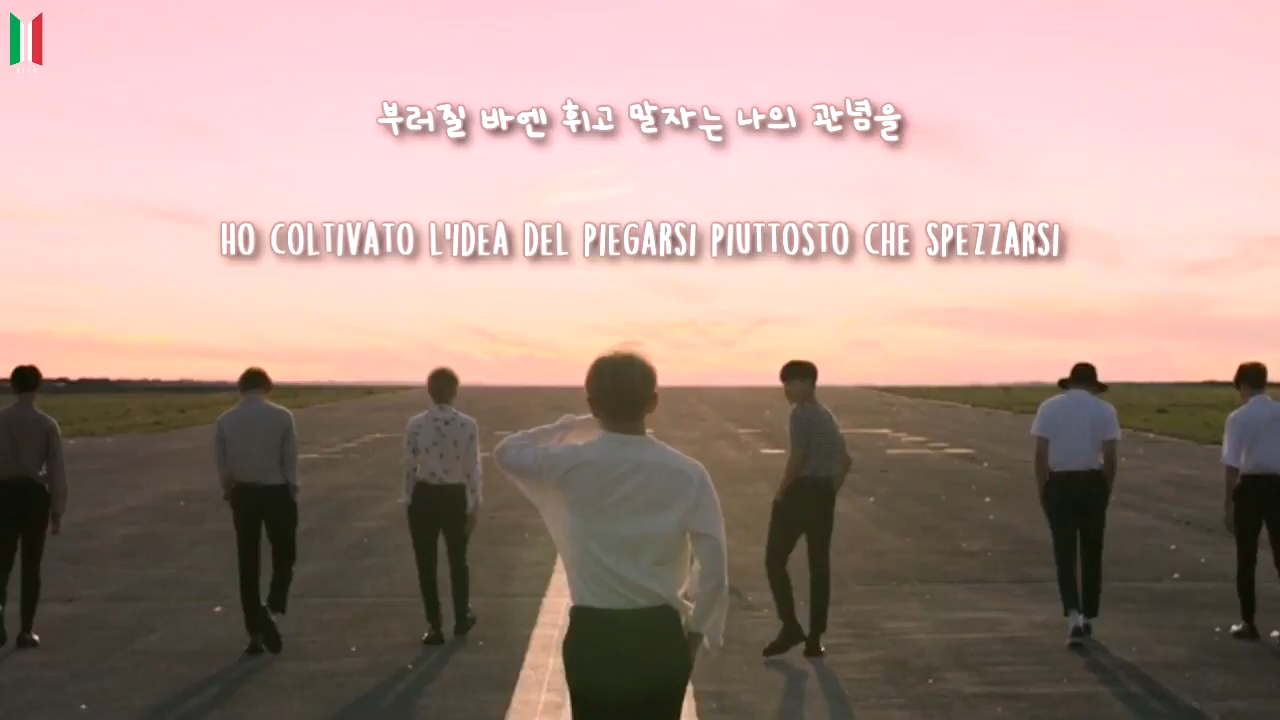 부러질 바엔 휘고 말자는 나의 관념을
HO COLTIVATO L'IDEA DEL PIEGARSI PIUTTOSTO CHE SPEZZARSI